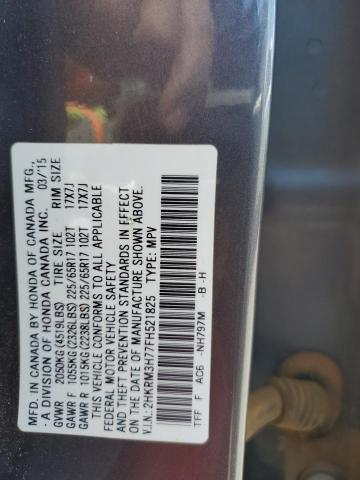 MFD. IN CANADA BY HONDA OF CANADA MFG.,
- A DIVISION OF HONDA CANADA INC. 03/15
GVWR 2050KG (4519LBS) TIRE SIZE RIM SIZE
GAWR F 1055KG (2326LBS) 225/65R17 102T 17X7J
GAWR R 1015KG (2238LBS) 225/65R17 102T 17X7J
THIS VEHICLE CONFORMS TO ALL APPLICABLE
FEDERAL MOTOR VEHICLE SAFETY
AND THEFT PREVENTION STANDARDS IN EFFECT
ON THE DATE OF MANUFACTURE SHOWN ABOVE.
V.I.N.: 2HKRM3H77FH521825 TYPE: MPV
TFF F AC6 -NH797M -B -H